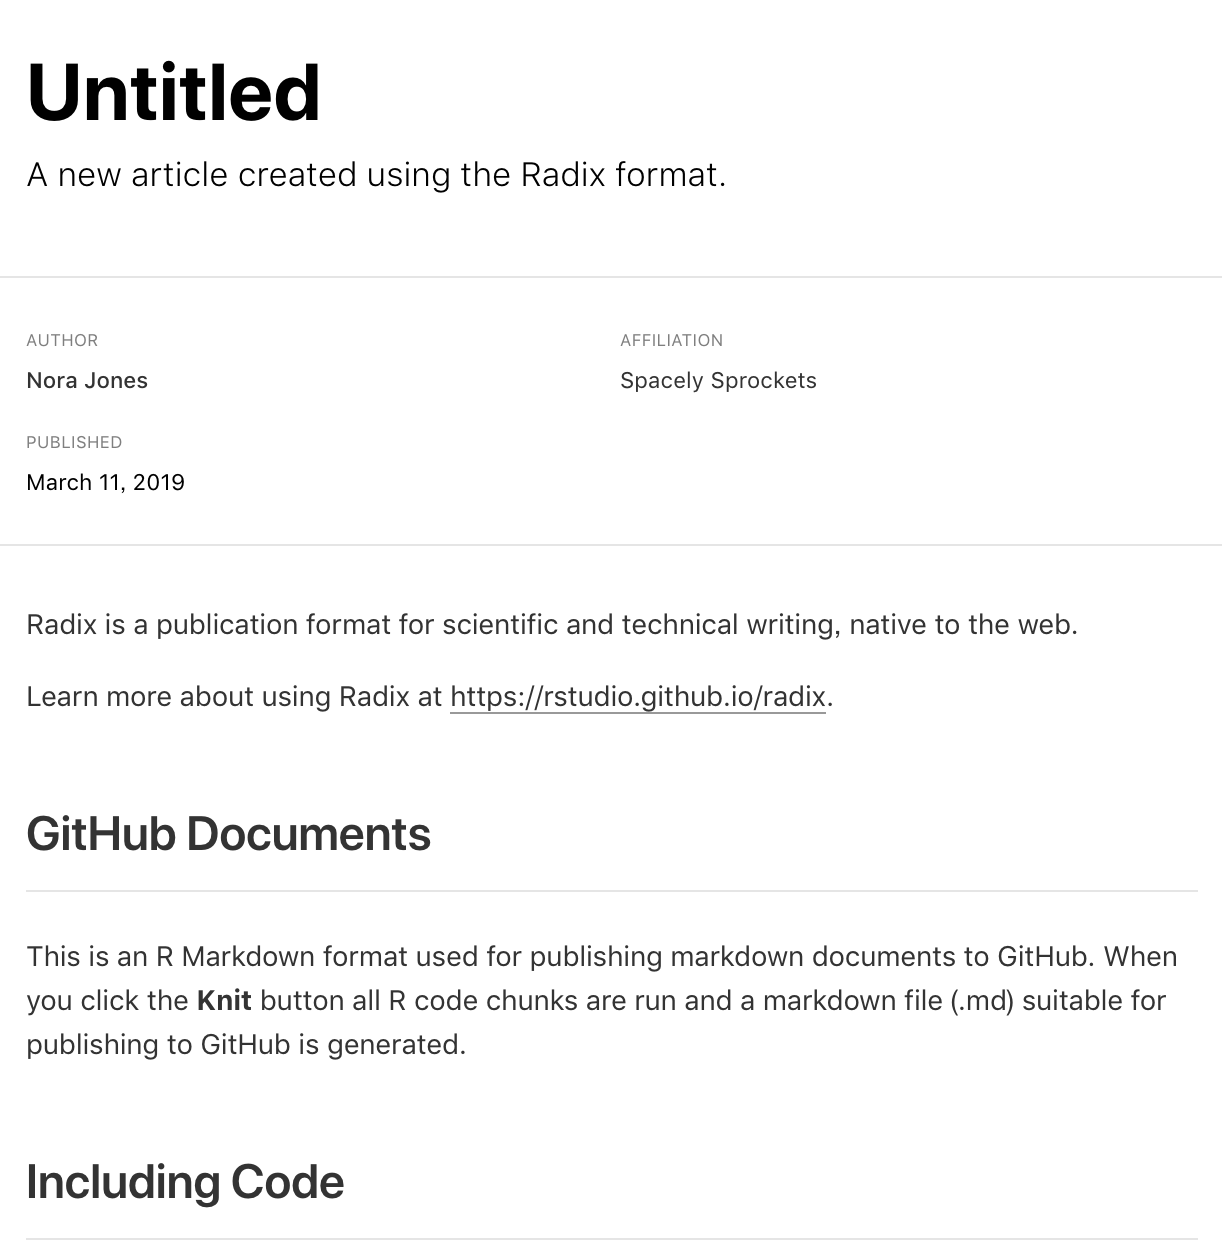 Untitled
A new article created using the Radix format.
AUTHOR
AFFILIATION
Nora Jones
Spacely Sprockets
PUBLISHED
March 11, 2019
Radix is a publication format for scientific and technical writing, native to the web.
Learn more about using Radix at https://rstudio.github.io/radix.
GitHub Documents
This is an R Markdown format used for publishing markdown documents to GitHub. When
you click the Knit button all R code chunks are run and a markdown file (.md) suitable for
publishing to GitHub is generated.
Including Code